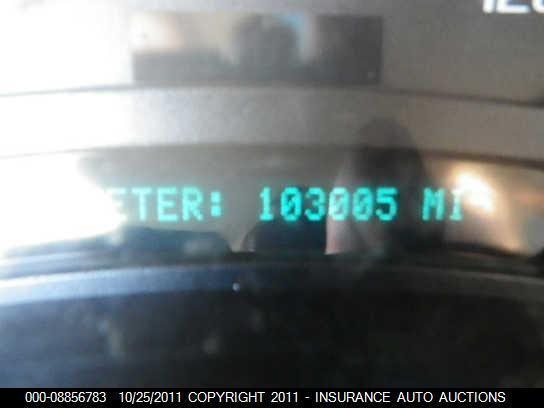 ETER: 103005 MI
000-08856783 10/25/2011 COPYRIGHT 2011 - INSURANCE AUTO AUCTIONS